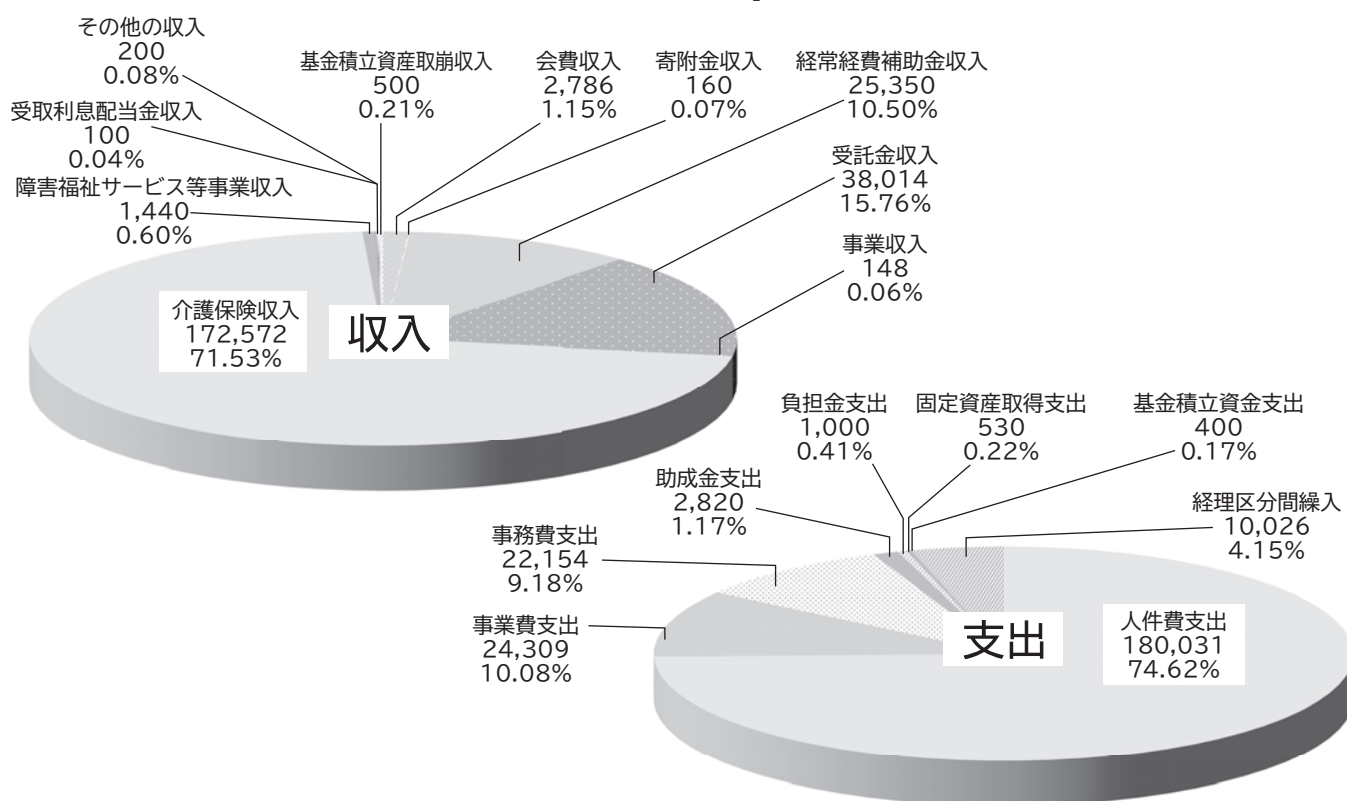 その他の収入
200
0.08%
基金積立資産取崩収入
500
0.21%
会費収入
2,786
1.15%
寄附金収入
160
0.07%
経常経費補助金収入
25,350
10.50%
受取利息配当金収入
100
0.04%
障害福祉サービス等事業収入
1,440
0.60%
受託金収入
38,014
15.76%
事業収入
148
0.06%
介護保険収入
172,572
71.53%
収入
負担金支出
1,000
0.41%
固定資産取得支出
530
0.22%
基金積立資金支出
400
0.17%
助成金支出
2,820
1.17%
経理区分間繰入
10,026
4.15%
事務費支出
22,154
9.18%
事業費支出
24,309
10.08%
支出
人件費支出
180,031
74.62%